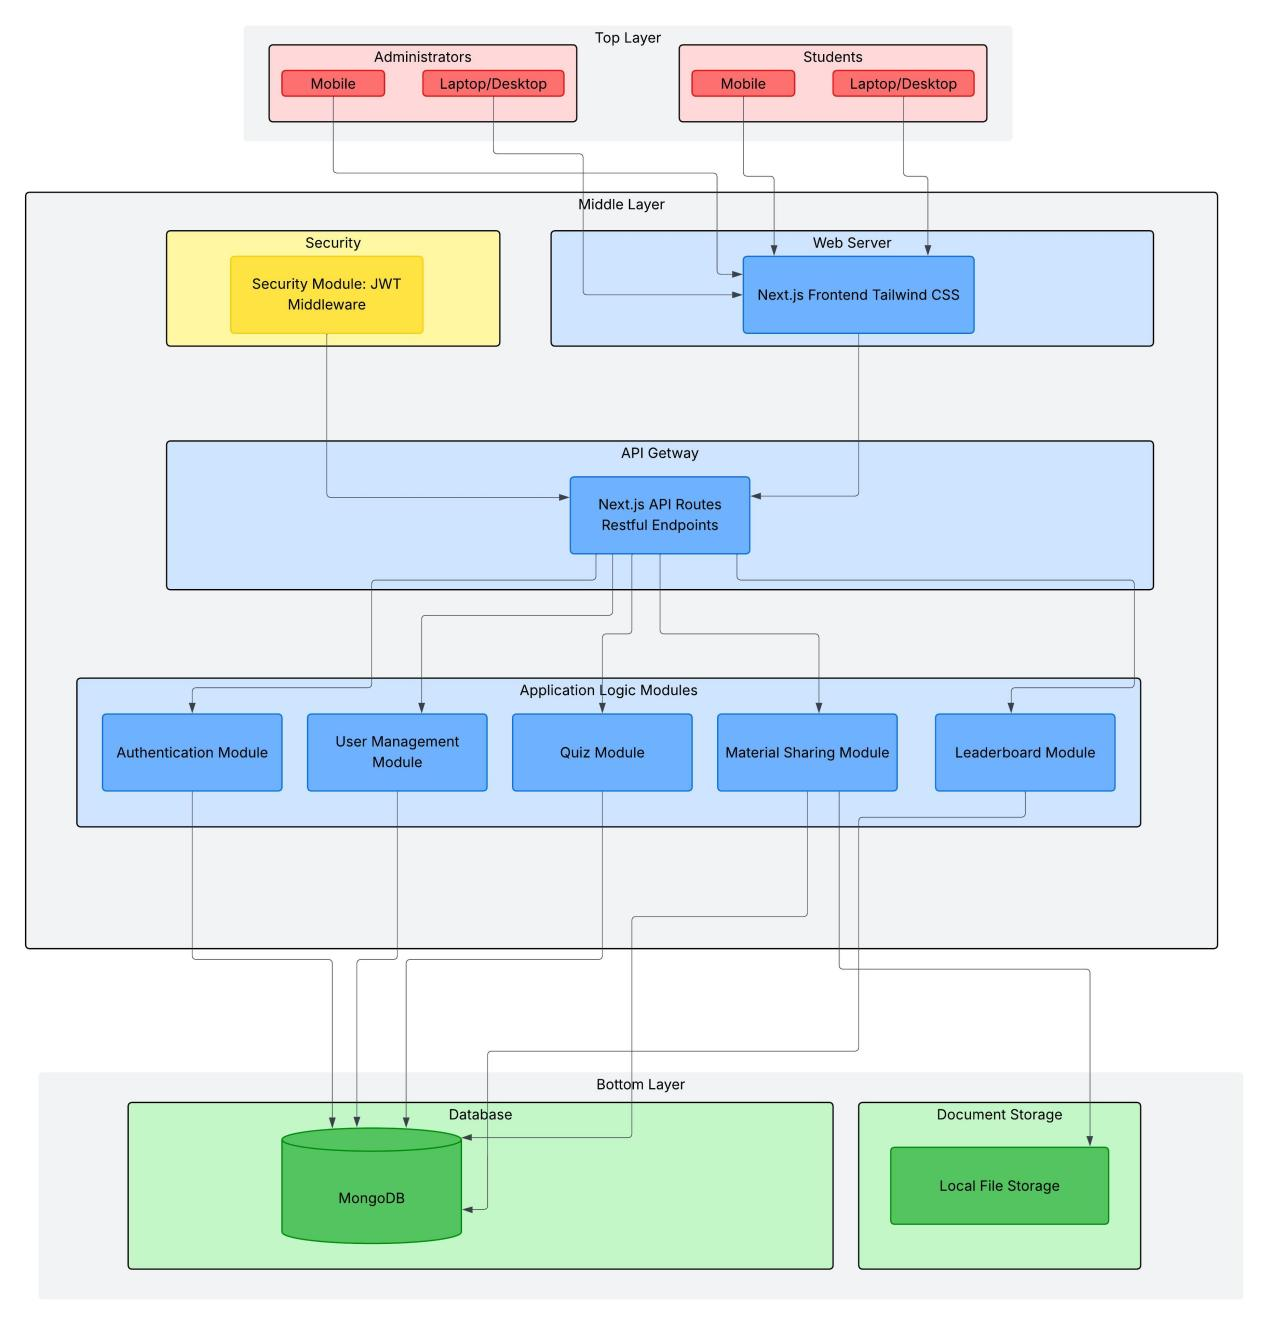 Top Layer
Administrators
Students
Mobile
Laptop/Desktop
Mobile
Laptop/Desktop
Middle Layer
Security
Web Server
Security Module: JWT
Middleware
Next.js Frontend Tailwind CSS
API Getway
Next.js API Routes
Restful Endpoints
Application Logic Modules
Authentication Module
User Management
Module
Quiz Module
Material Sharing Module
Leaderboard Module
Bottom Layer
Database
Document Storage
MongoDB
Local File Storage